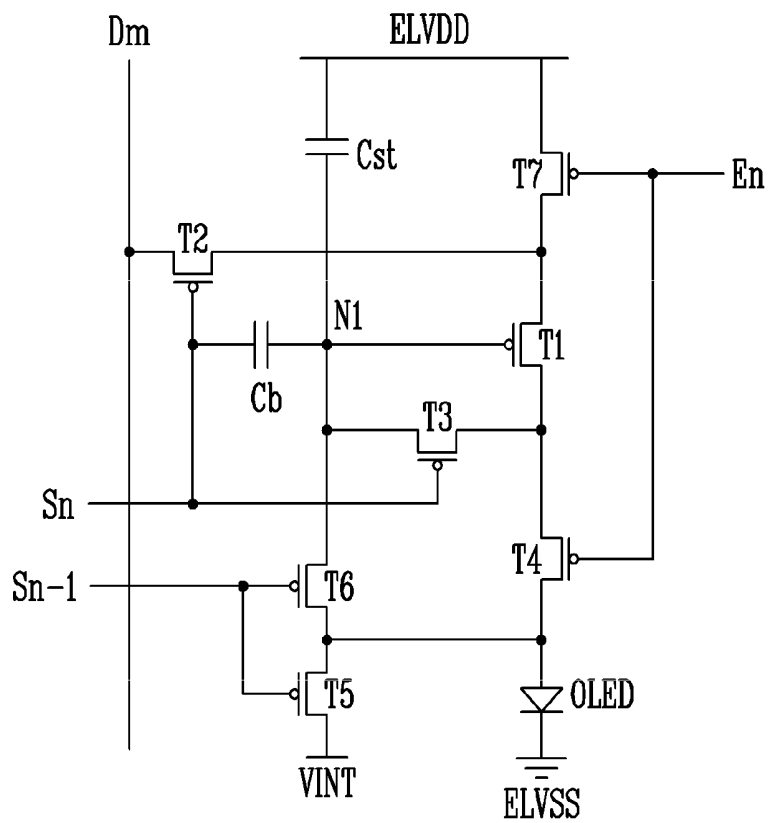 Dm
ELVDD
Cst
T7
En
T2
N1
T1
Cb
T3
Sn
T4
Sn-1
T6
T5
OLED
VINT
ELVSS